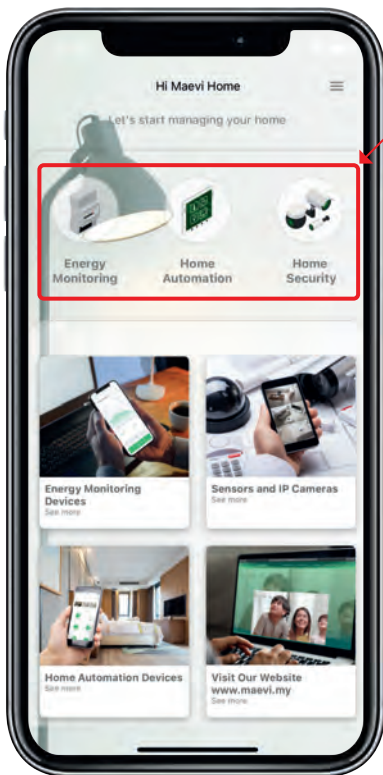 Hi Maevi Home
Let's start managing your home
Energy
Monitoring
Home
Automation
Home
Security
Energy Monitoring
Devices
See more
Sensors and IP Cameras
See more
Home Automation Devices
See more
Visit Our Website
www.maevi.my
See more